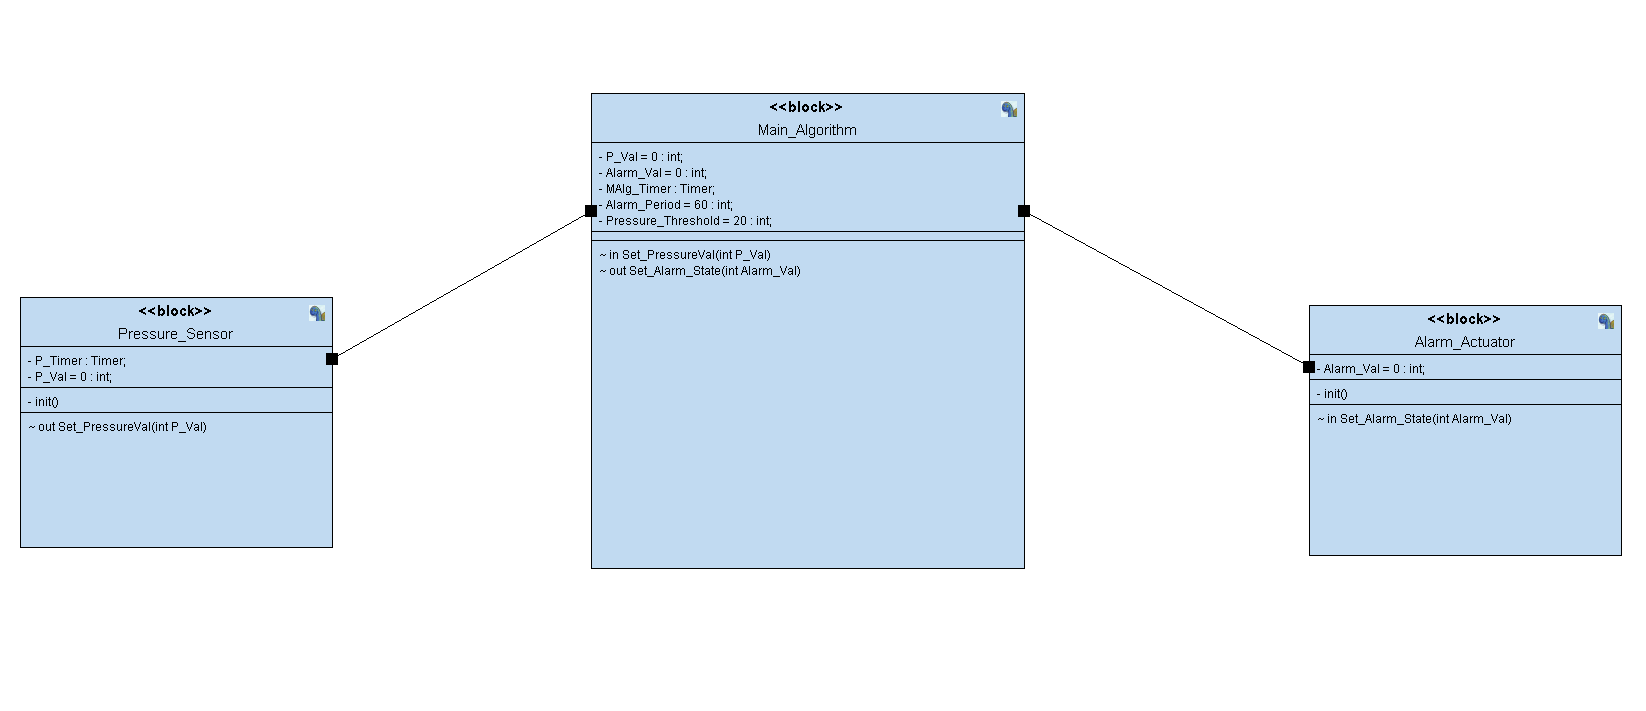 <<block>>
Pressure_Sensor
- P_Timer : Timer;
- P_Val = 0 : int;
- init()
~ out Set_PressureVal(int P_Val)
<<block>>
Main_Algorithm
- P_Val = 0 : int;
- Alarm_Val = 0 : int;
- MAlg_Timer : Timer;
- Alarm_Period = 60 : int;
- Pressure_Threshold = 20 : int;
~ in Set_PressureVal(int P_Val)
~ out Set_Alarm_State(int Alarm_Val)
<<block>>
Alarm_Actuator
- Alarm_Val = 0 : int;
- init()
~ in Set_Alarm_State(int Alarm_Val)